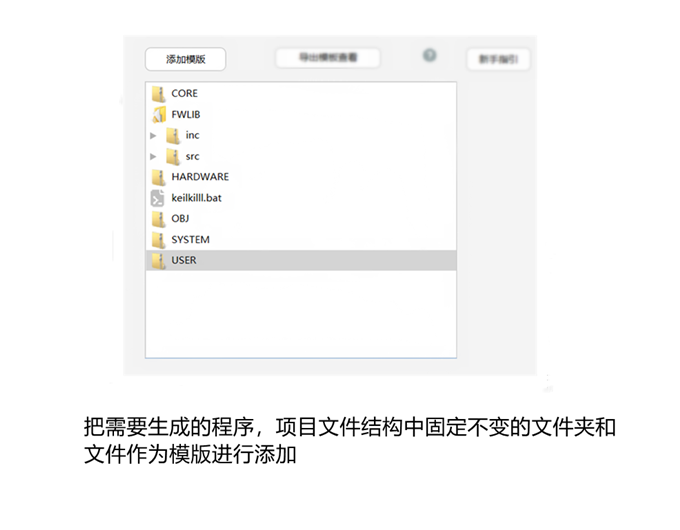 添加模版
导出模板查看
?
新手指引
CORE
FWLIB
inc
src
HARDWARE
keilkilll.bat
OBJ
SYSTEM
USER
把需要生成的程序，项目文件结构中固定不变的文件夹和
文件作为模版进行添加